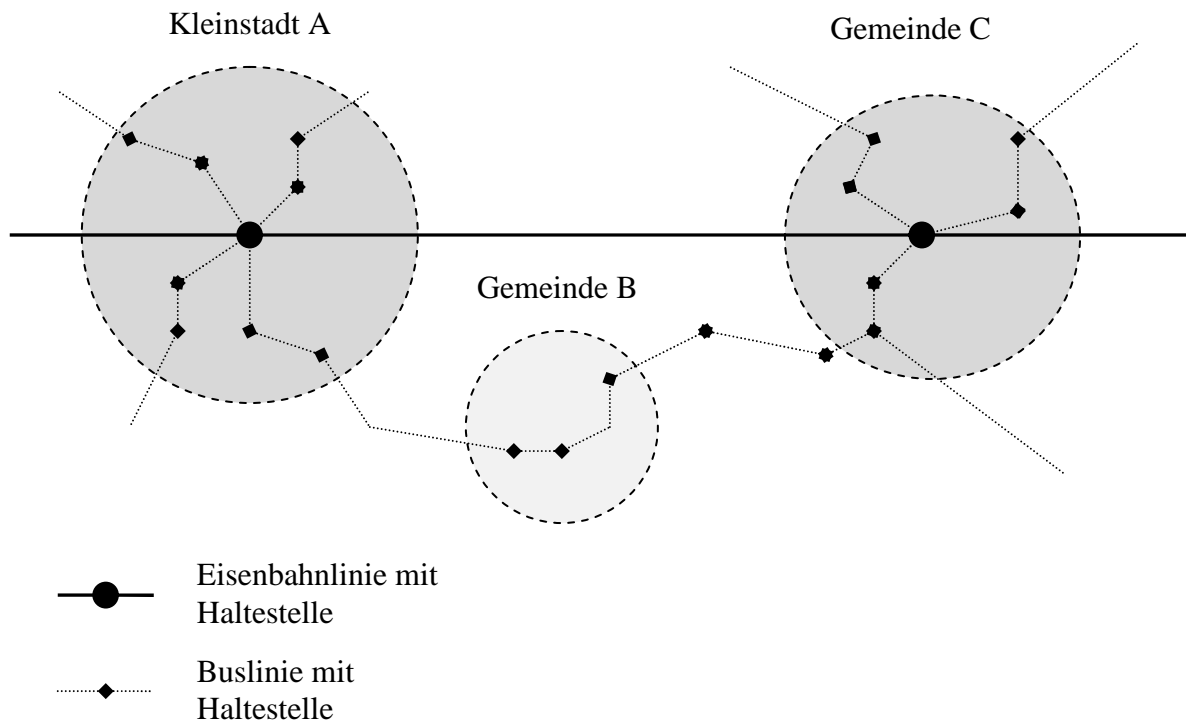 Kleinstadt A
Gemeinde C
Gemeinde B
Eisenbahnlinie mit
Haltestelle
Buslinie mit
Haltestelle